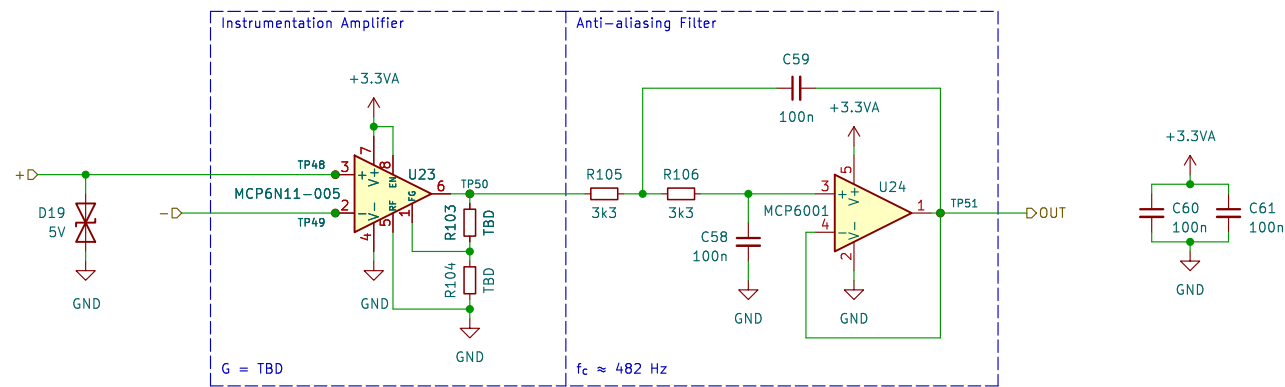 Instrumentation Amplifier
Anti-aliasing Filter
C59
100n
+3.3VA
+3.3VA
+3.3VA
+
D19
5V
GND
-
TP48
TP49
3
2
7
8
V+
EN
U23
MCP6N11-005
6
V-
RF
FG
4
5
1
GND
TP50
R103
TBD
R104
TBD
GND
R105
3k3
R106
3k3
C58
100n
GND
3
4
5
V+
U24
MCP6001
1
V-
2
GND
TP51
OUT
C60
100n
C61
100n
GND
G = TBD
fc ≈ 482 Hz